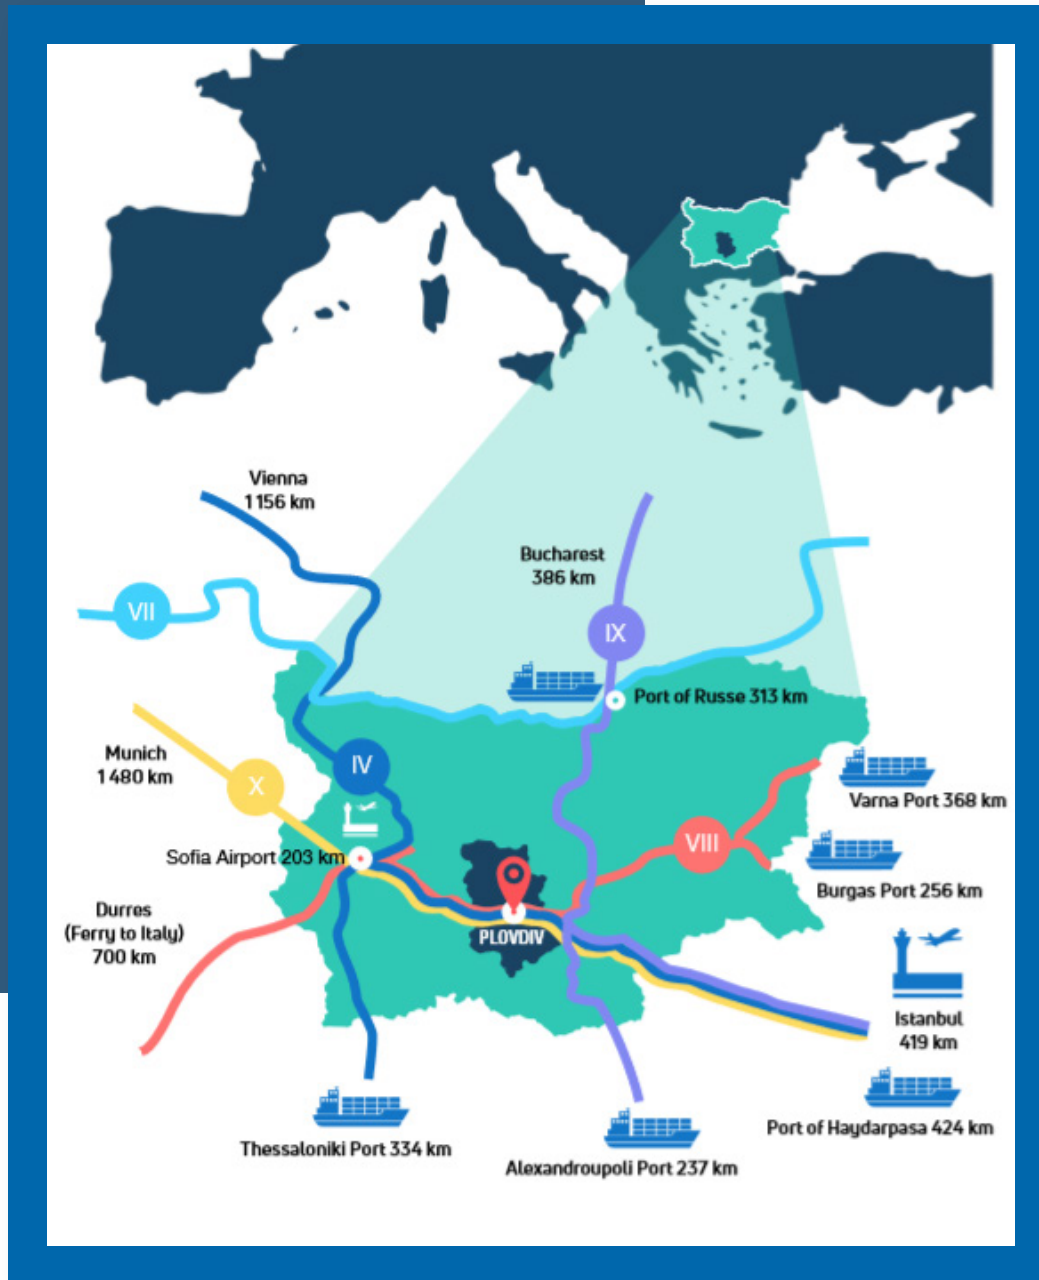 Vienna
1 156 km
Bucharest
386 km
VII
IX
Port of Russe 313 km
Munich
1 480 km
X
IV
Varna Port 368 km
VIII
Sofia Airport 203 km
Burgas Port 256 km
Durres
(Ferry to Italy)
700 km
PLOVDIV
Istanbul
419 km
Port of Haydarpasa 424 km
Thessaloniki Port 334 km
Alexandroupoli Port 237 km